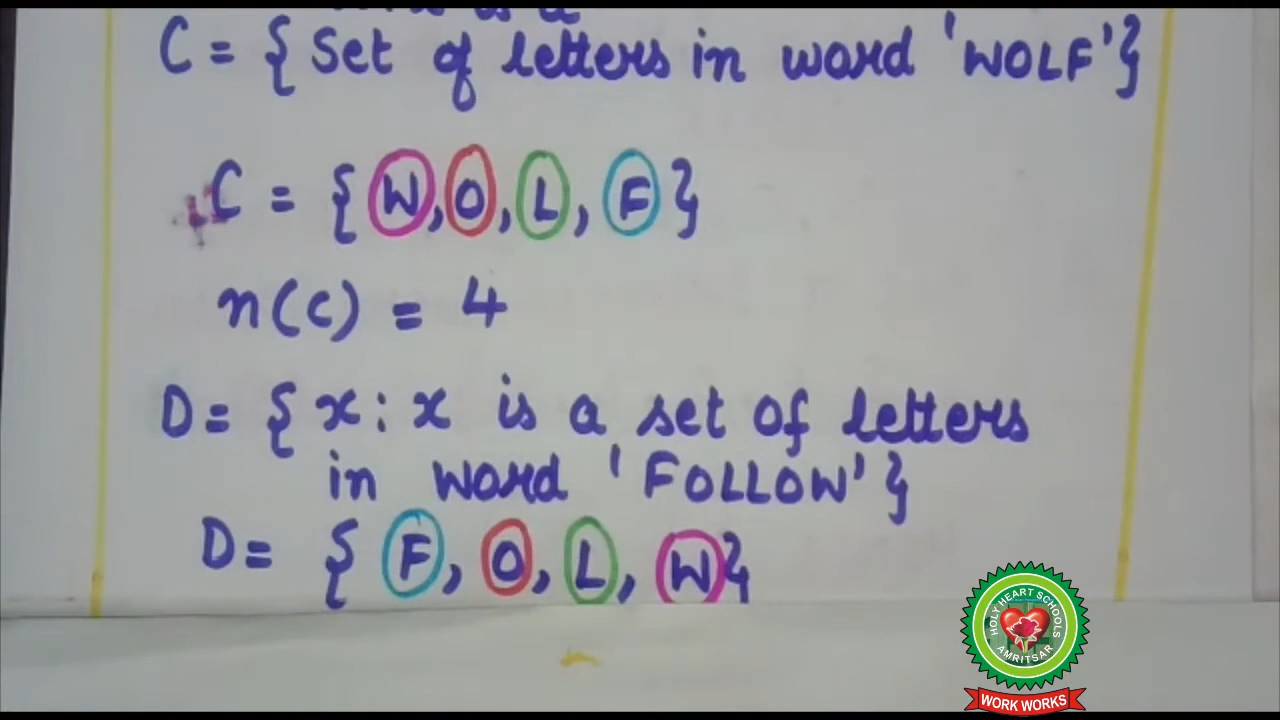 C = { Set of letters in word 'WOLF'}
C = { W, O, L, F }
n(C) = 4
D = { x : x is a set of letters
in word 'FOLLOW'}
D = { F, O, L, W}
HOLY HEART SCHOOLS
AMRITSAR
WORK WORKS